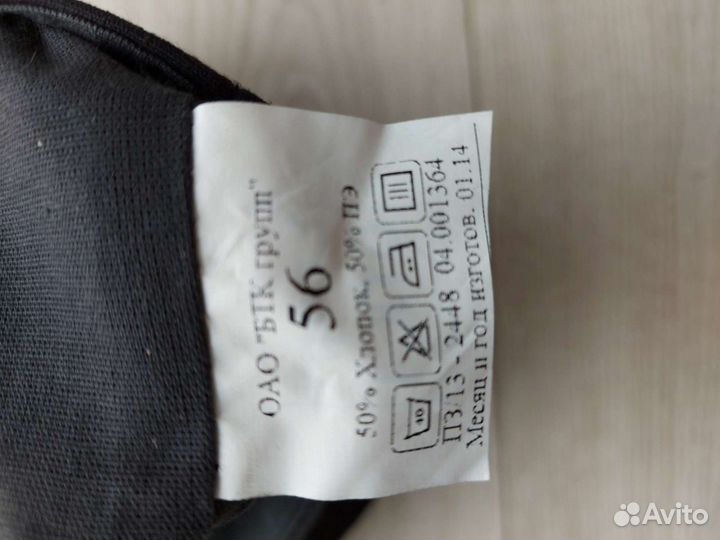 ОАО "БТК групп"
56
50% Хлопок, 50% ПЭ
40
ПЗ/13 - 2448 04.001364
Месяц и год изготов. 01.14
Avito